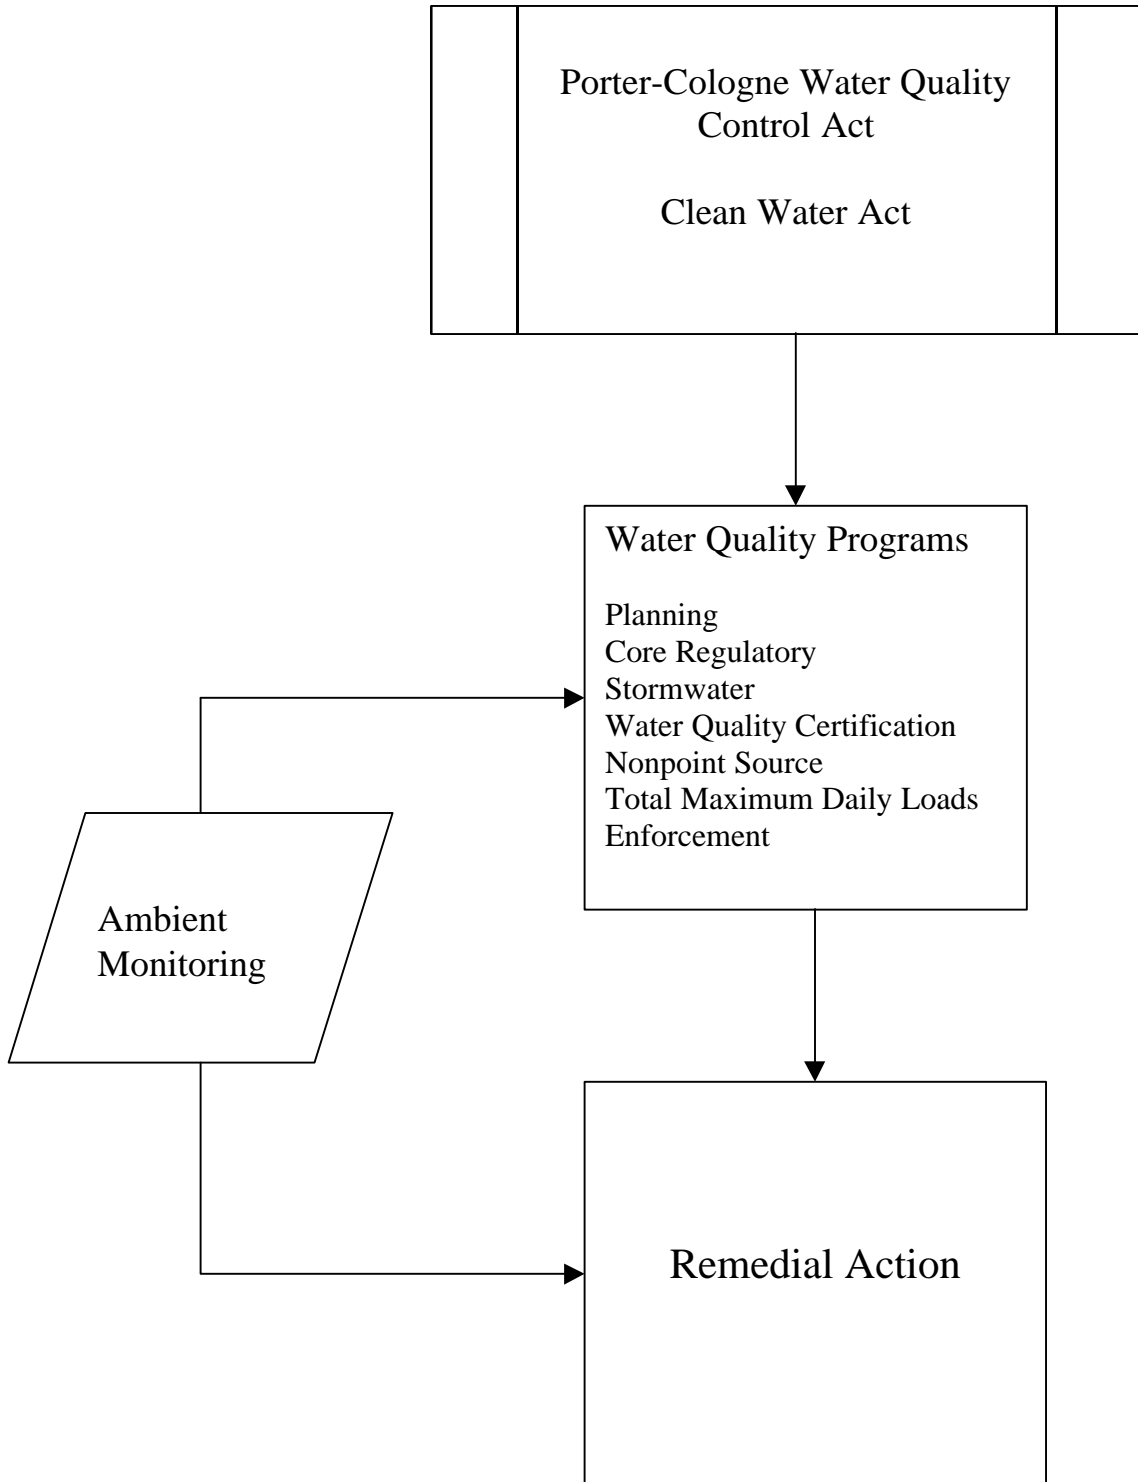 Porter-Cologne Water Quality
Control Act
Clean Water Act
Water Quality Programs
Planning
Core Regulatory
Stormwater
Water Quality Certification
Nonpoint Source
Total Maximum Daily Loads
Enforcement
Ambient
Monitoring
Remedial Action